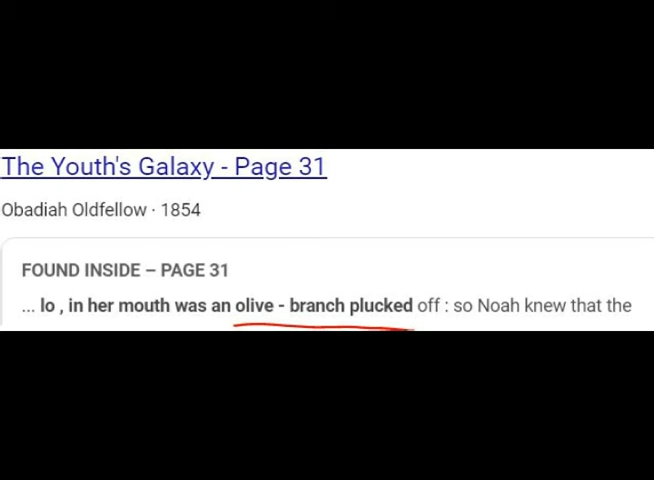 The Youth's Galaxy - Page 31
Obadiah Oldfellow · 1854
FOUND INSIDE – PAGE 31
... lo , in her mouth was an olive - branch plucked off : so Noah knew that the